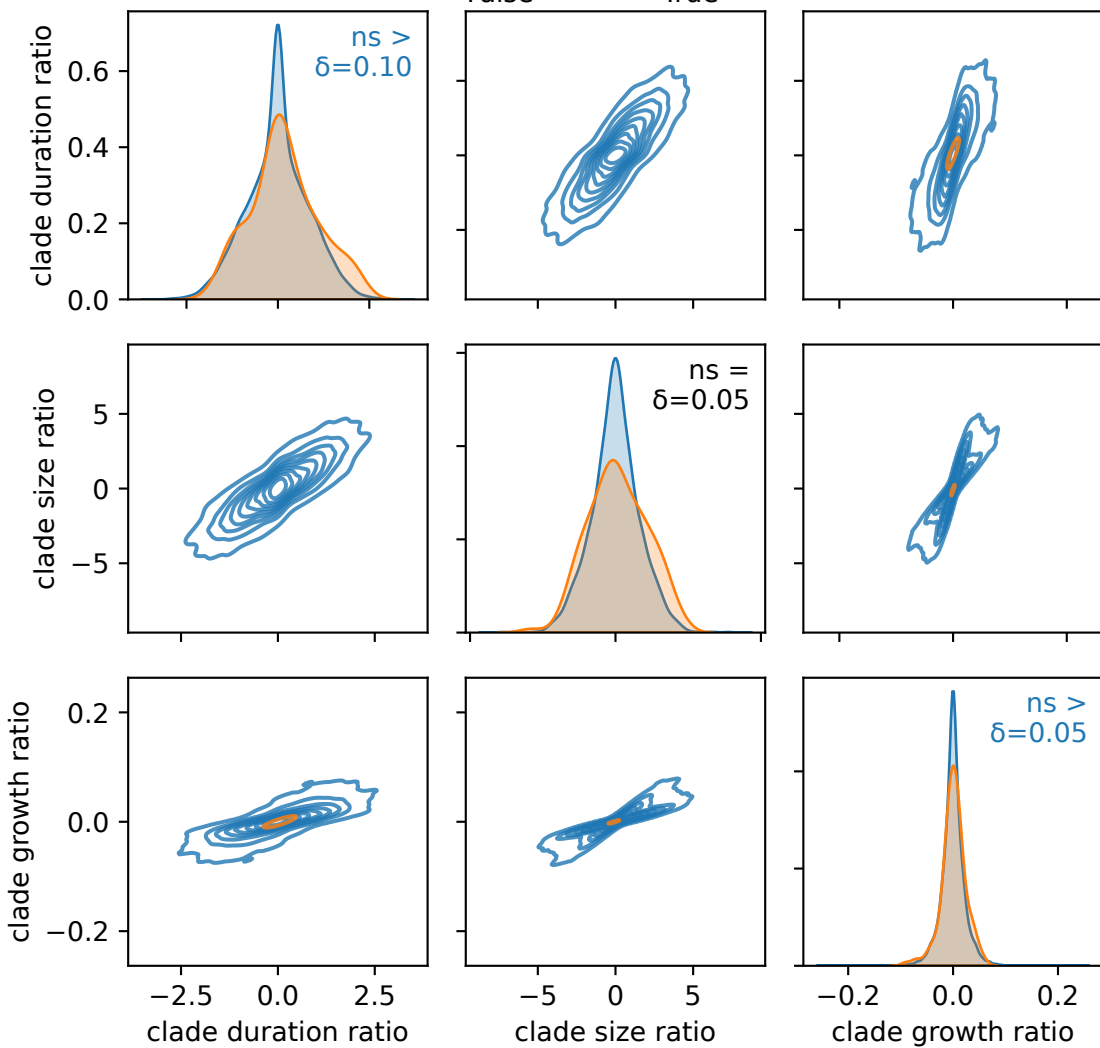 clade duration ratio
0.6
0.4
0.2
0.0
ns >
δ=0.10
clade size ratio
5
0
−5
ns =
δ=0.05
clade growth ratio
0.2
0.0
−0.2
ns >
δ=0.05
−2.5 0.0 2.5
−5 0 5
−0.2 0.0 0.2
clade duration ratio
clade size ratio
clade growth ratio